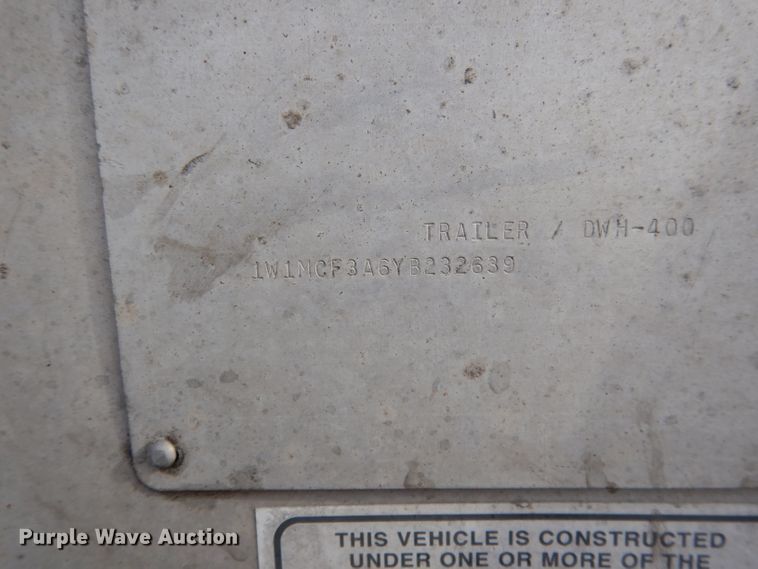 TRAILER / DWH-400
1W1MCF3A6YB232639
THIS VEHICLE IS CONSTRUCTED
UNDER ONE OR MORE OF THE
Purple Wave Auction